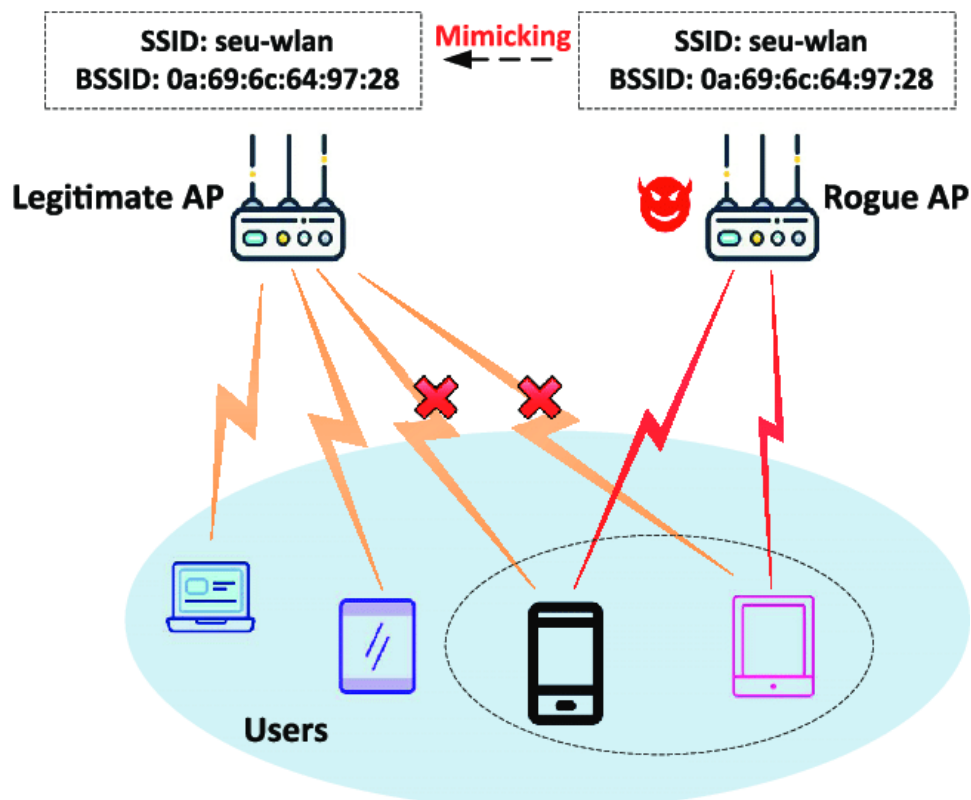 SSID: seu-wlan
BSSID: 0a:69:6c:64:97:28
Mimicking
SSID: seu-wlan
BSSID: 0a:69:6c:64:97:28
Legitimate AP
Rogue AP
Users